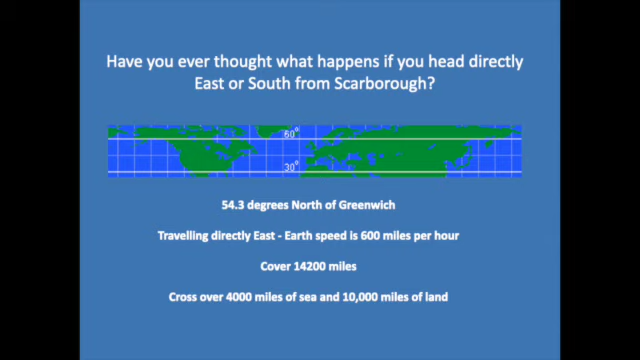 Have you ever thought what happens if you head directly
East or South from Scarborough?
60°
30°
54.3 degrees North of Greenwich
Travelling directly East - Earth speed is 600 miles per hour
Cover 14200 miles
Cross over 4000 miles of sea and 10,000 miles of land